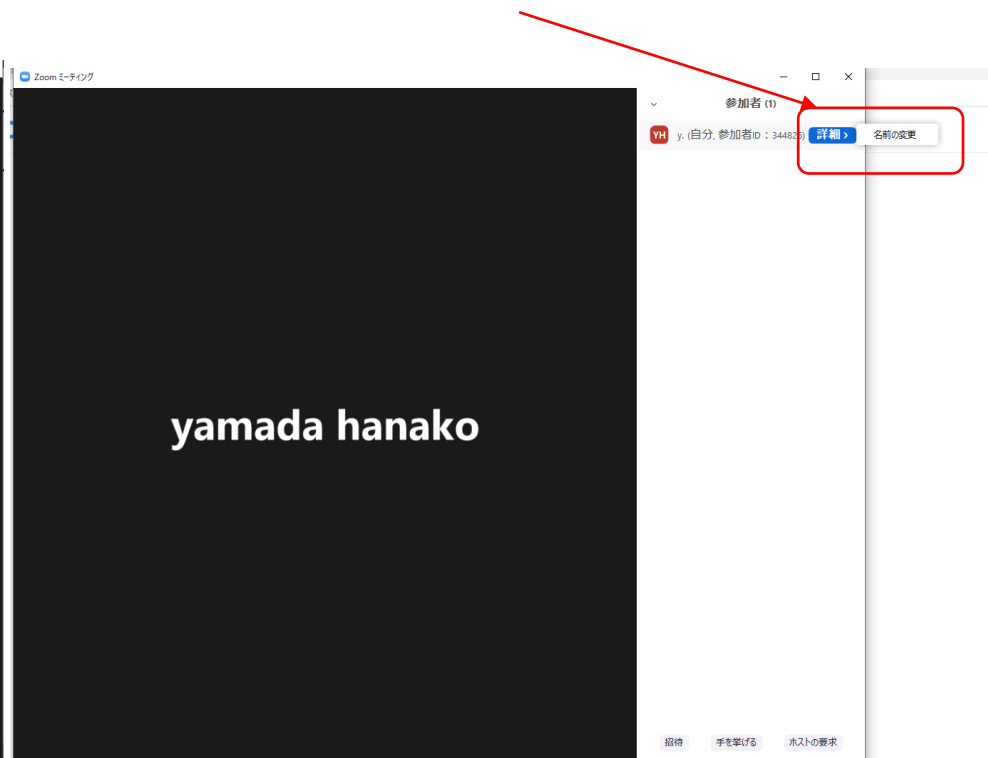 Zoom ミーティング
参加者 (1)
YH y. (自分, 参加者ID：344826) 詳細 › 名前の変更
yamada hanako
招待 手を挙げる ホストの要求